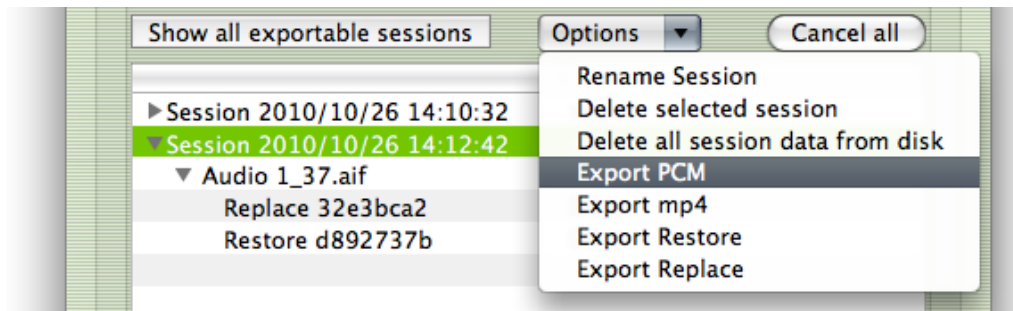 Show all exportable sessions
Options
Cancel all
Rename Session
Delete selected session
Delete all session data from disk
Export PCM
Export mp4
Export Restore
Export Replace
Session 2010/10/26 14:10:32
Session 2010/10/26 14:12:42
Audio 1_37.aif
Replace 32e3bca2
Restore d892737b